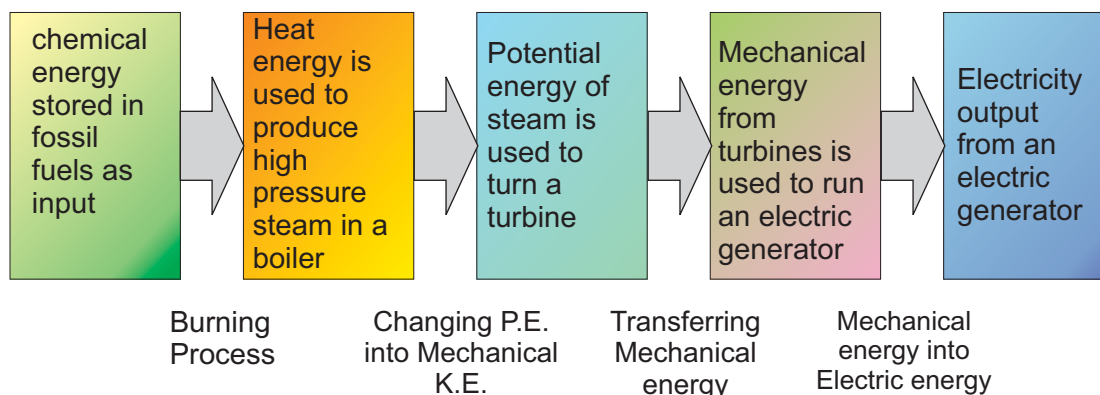 chemical
energy
stored in
fossil
fuels as
input
Heat
energy is
used to
produce
high
pressure
steam in a
boiler
Potential
energy of
steam is
used to
turn a
turbine
Mechanical
energy
from
turbines is
used to run
an electric
generator
Electricity
output
from an
electric
generator
Burning
Process
Changing P.E.
into Mechanical
K.E.
Transferring
Mechanical
energy
Mechanical
energy into
Electric energy